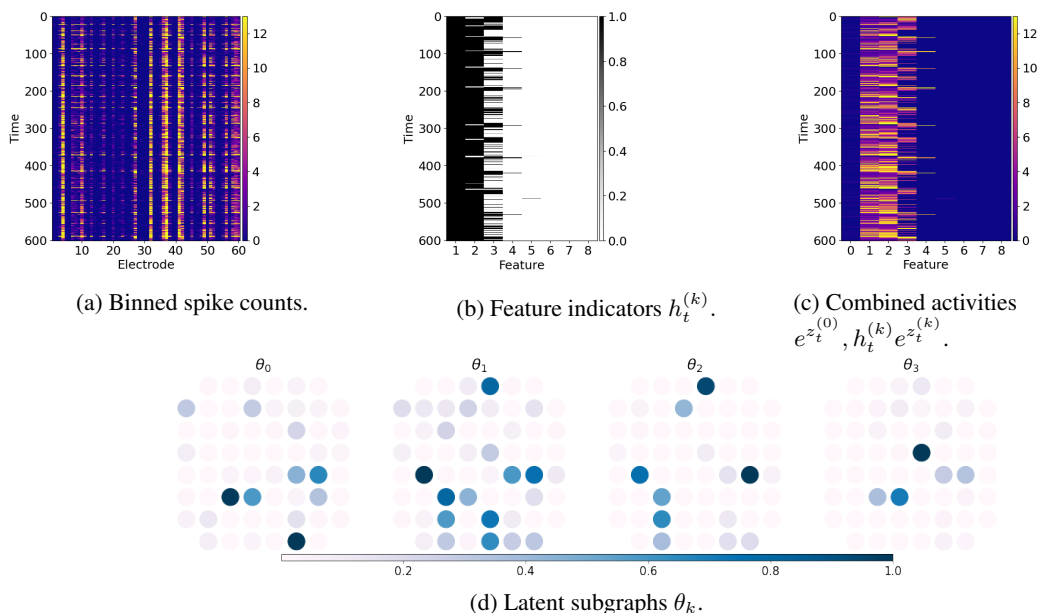 0
100
200
300
400
500
600
Time
10 20 30 40 50 60
Electrode
12
10
8
6
4
2
0
(a) Binned spike counts.
0
100
200
300
400
500
600
Time
1 2 3 4 5 6 7 8
Feature
1.0
0.8
0.6
0.4
0.2
0.0
(b) Feature indicators $h_t^{(k)}$.
0
100
200
300
400
500
600
Time
0 1 2 3 4 5 6 7 8
Feature
12
10
8
6
4
2
0
(c) Combined activities
$e^{z_t^{(0)}}, h_t^{(k)} e^{z_t^{(k)}}$.
θ₀ θ₁ θ₂ θ₃
0.2 0.4 0.6 0.8 1.0
(d) Latent subgraphs $\theta_k$.